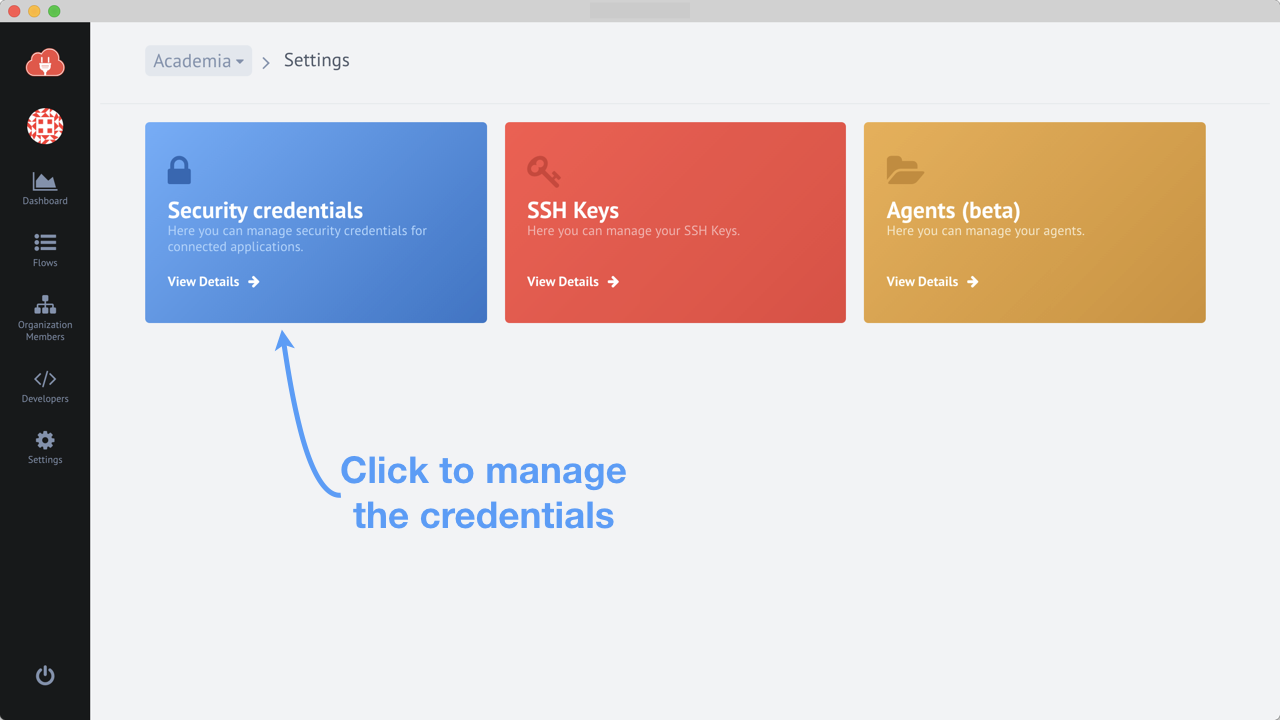 Academia
Settings
Dashboard
Flows
Organization
Members
Developers
Settings
Security credentials
Here you can manage security credentials for
connected applications.
View Details
SSH Keys
Here you can manage your SSH Keys.
View Details
Agents (beta)
Here you can manage your agents.
View Details
Click to manage
the credentials